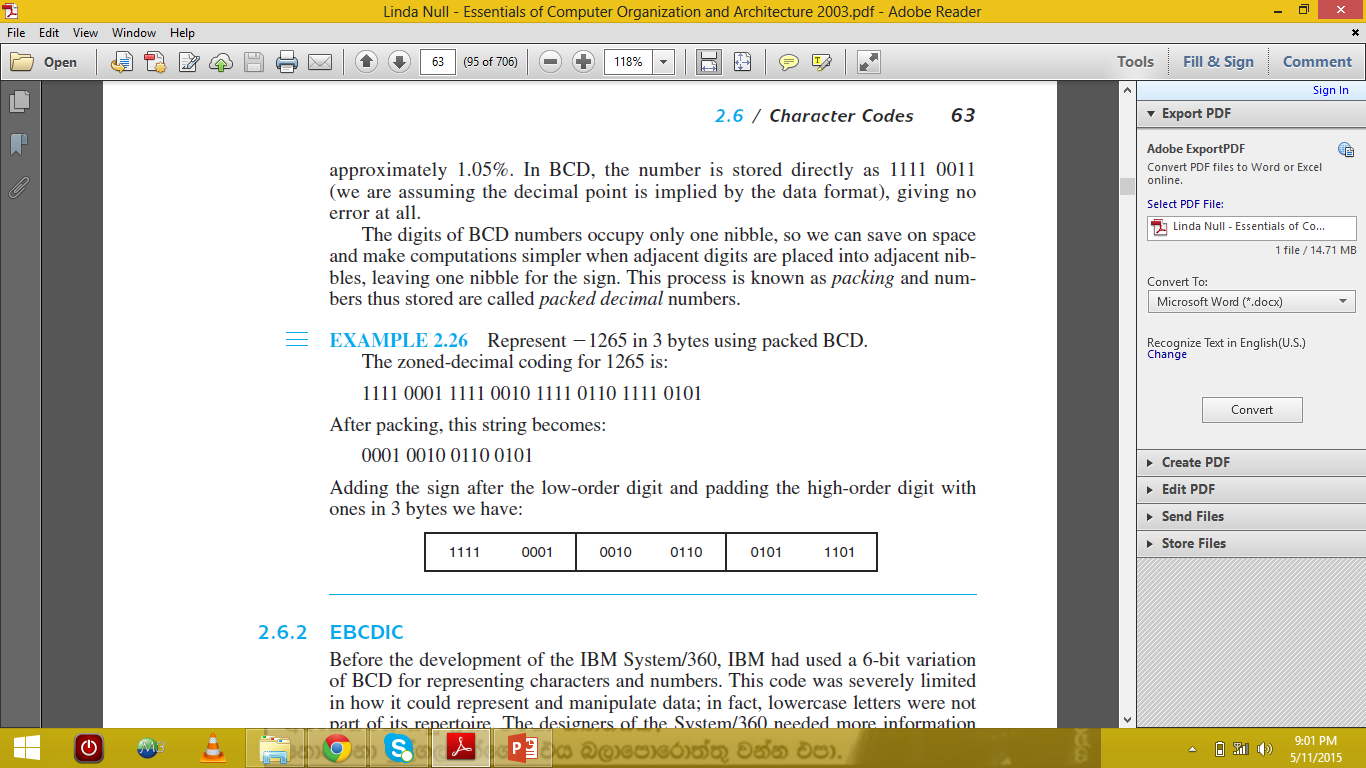 Linda Null - Essentials of Computer Organization and Architecture 2003.pdf - Adobe Reader
File Edit View Window Help
Open 63 (95 of 706) 118% Tools Fill & Sign Comment
Sign In
2.6 / Character Codes 63
approximately 1.05%. In BCD, the number is stored directly as 1111 0011
(we are assuming the decimal point is implied by the data format), giving no
error at all.
The digits of BCD numbers occupy only one nibble, so we can save on space
and make computations simpler when adjacent digits are placed into adjacent nib-
bles, leaving one nibble for the sign. This process is known as packing and num-
bers thus stored are called packed decimal numbers.
EXAMPLE 2.26 Represent −1265 in 3 bytes using packed BCD.
The zoned-decimal coding for 1265 is:
1111 0001 1111 0010 1111 0110 1111 0101
After packing, this string becomes:
0001 0010 0110 0101
Adding the sign after the low-order digit and padding the high-order digit with
ones in 3 bytes we have:
1111 0001 0010 0110 0101 1101
2.6.2 EBCDIC
Before the development of the IBM System/360, IBM had used a 6-bit variation
of BCD for representing characters and numbers. This code was severely limited
in how it could represent and manipulate data; in fact, lowercase letters were not
part of its repertoire. The designers of the System/360 needed more information
Export PDF
Adobe ExportPDF
Convert PDF files to Word or Excel
online.
Select PDF File:
Linda Null - Essentials of Co...
1 file / 14.71 MB
Convert To:
Microsoft Word (*.docx)
Recognize Text in English(U.S.)
Change
Convert
Create PDF
Edit PDF
Send Files
Store Files
බලාපොරොත්තු වන්න එපා.
9:01 PM
5/11/2015